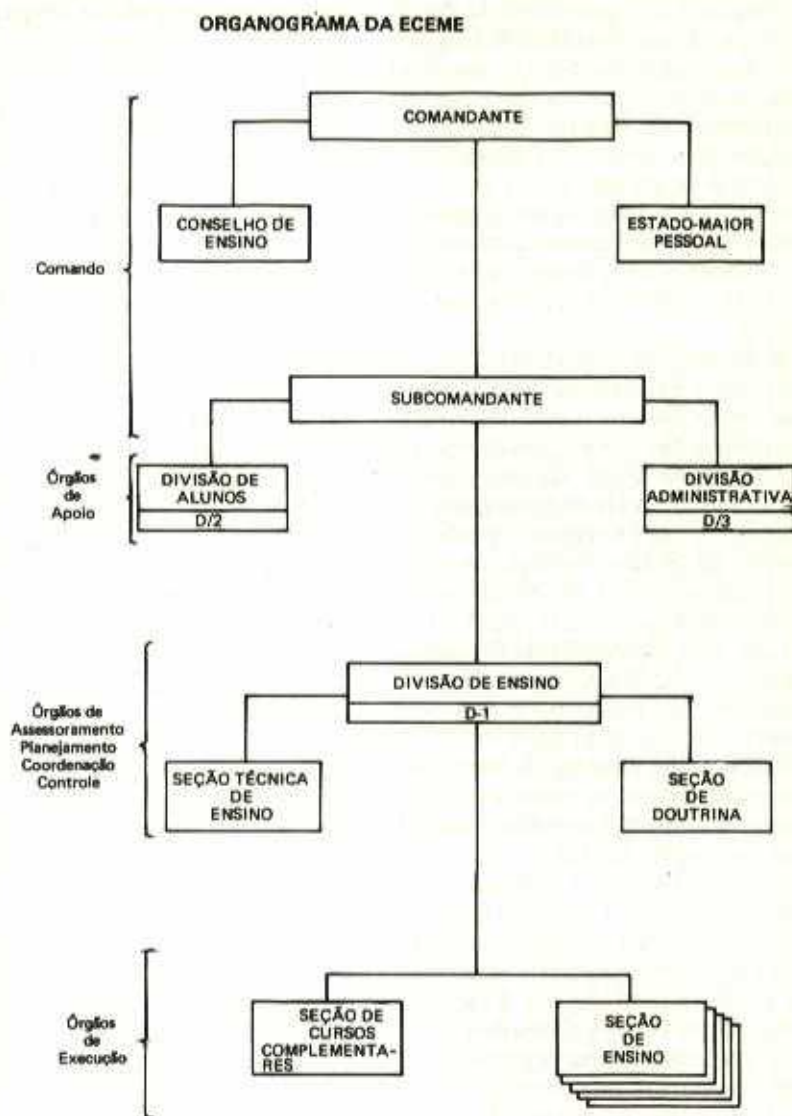 ORGANOGRAMA DA ECEME
COMANDANTE
CONSELHO DE
ENSINO
ESTADO-MAIOR
PESSOAL
Comando
SUBCOMANDANTE
Órgãos
de
Apoio
DIVISÃO DE
ALUNOS
D/2
DIVISÃO
ADMINISTRATIVA
D/3
DIVISÃO DE ENSINO
D-1
Órgãos de
Assessoramento
Planejamento
Coordenação
Controle
SEÇÃO TÉCNICA
DE
ENSINO
SEÇÃO
DE
DOUTRINA
Órgãos
de
Execução
SEÇÃO DE
CURSOS
COMPLEMENTA-
RES
SEÇÃO
DE
ENSINO